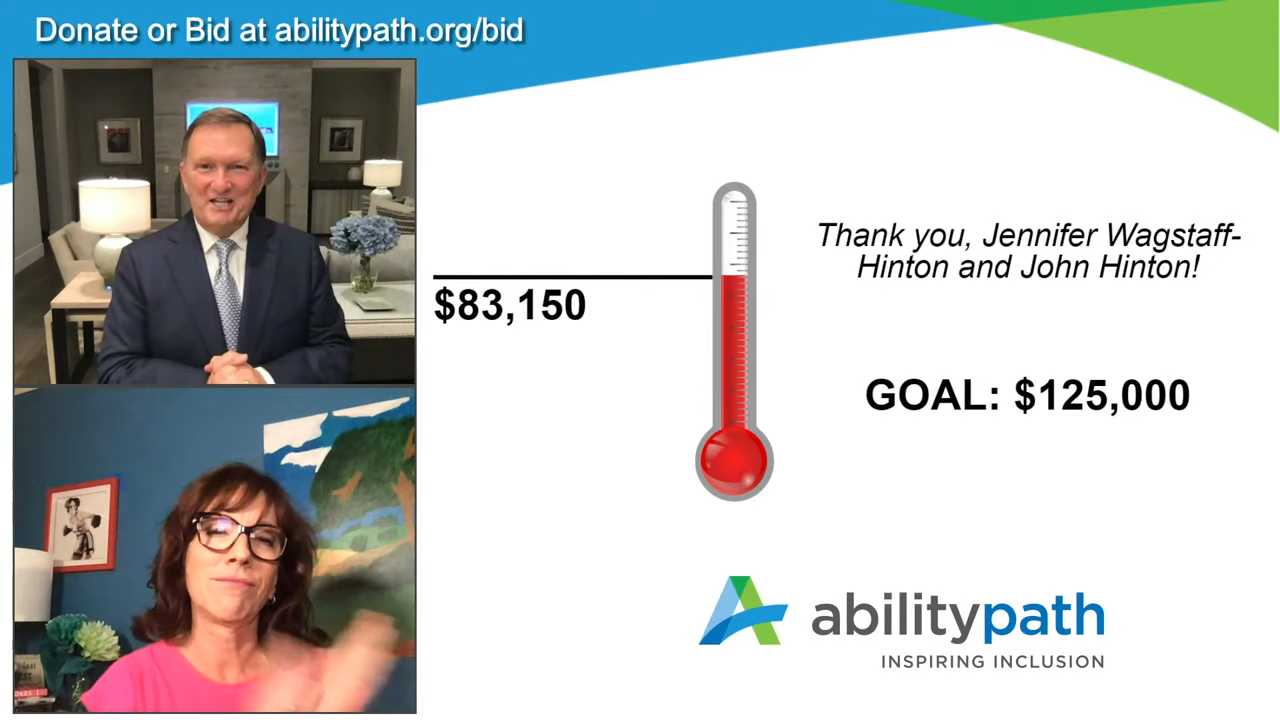 Donate or Bid at abilitypath.org/bid
$83,150
Thank you, Jennifer Wagstaff-
Hinton and John Hinton!
GOAL: $125,000
abilitypath
INSPIRING INCLUSION